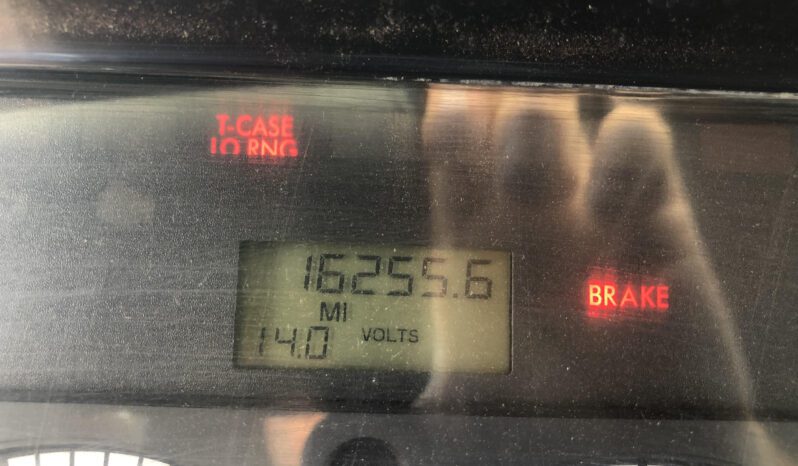 T-CASE
LO RNG
16255.6
MI
BRAKE
14.0 VOLTS